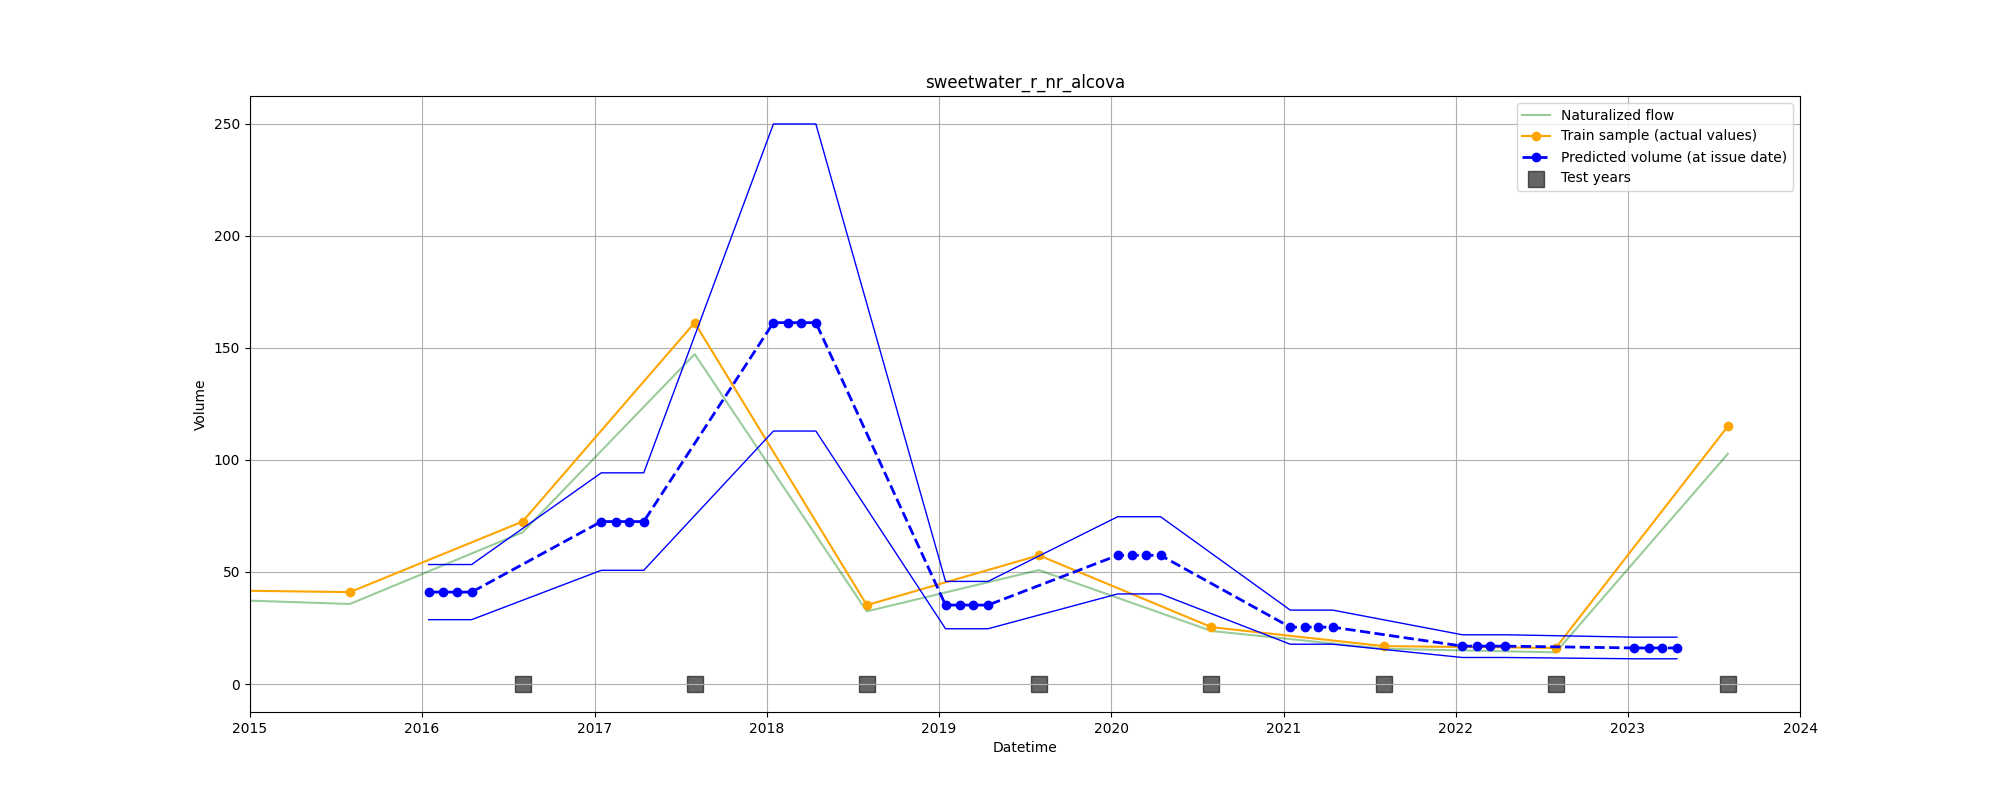 sweetwater_r_nr_alcova
Naturalized flow
Train sample (actual values)
Predicted volume (at issue date)
Test years
250
200
150
100
50
0
Volume
2015 2016 2017 2018 2019 2020 2021 2022 2023 2024
Datetime